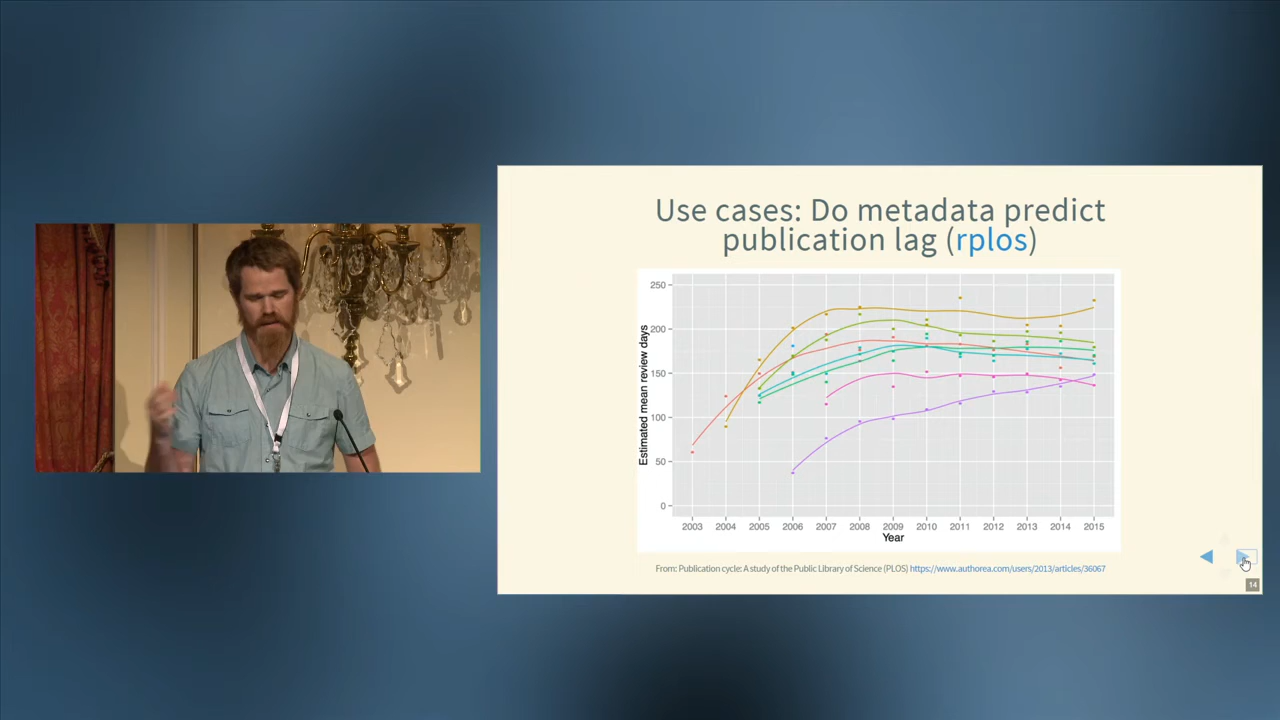 Use cases: Do metadata predict
publication lag (rplos)
Estimated mean review days
250
200
150
100
50
0
2003 2004 2005 2006 2007 2008 2009 2010 2011 2012 2013 2014 2015
Year
From: Publication cycle: A study of the Public Library of Science (PLOS) https://www.authorea.com/users/2013/articles/36067
14